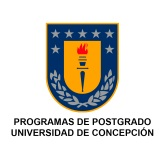 PROGRAMAS DE POSTGRADO
UNIVERSIDAD DE CONCEPCIÓN